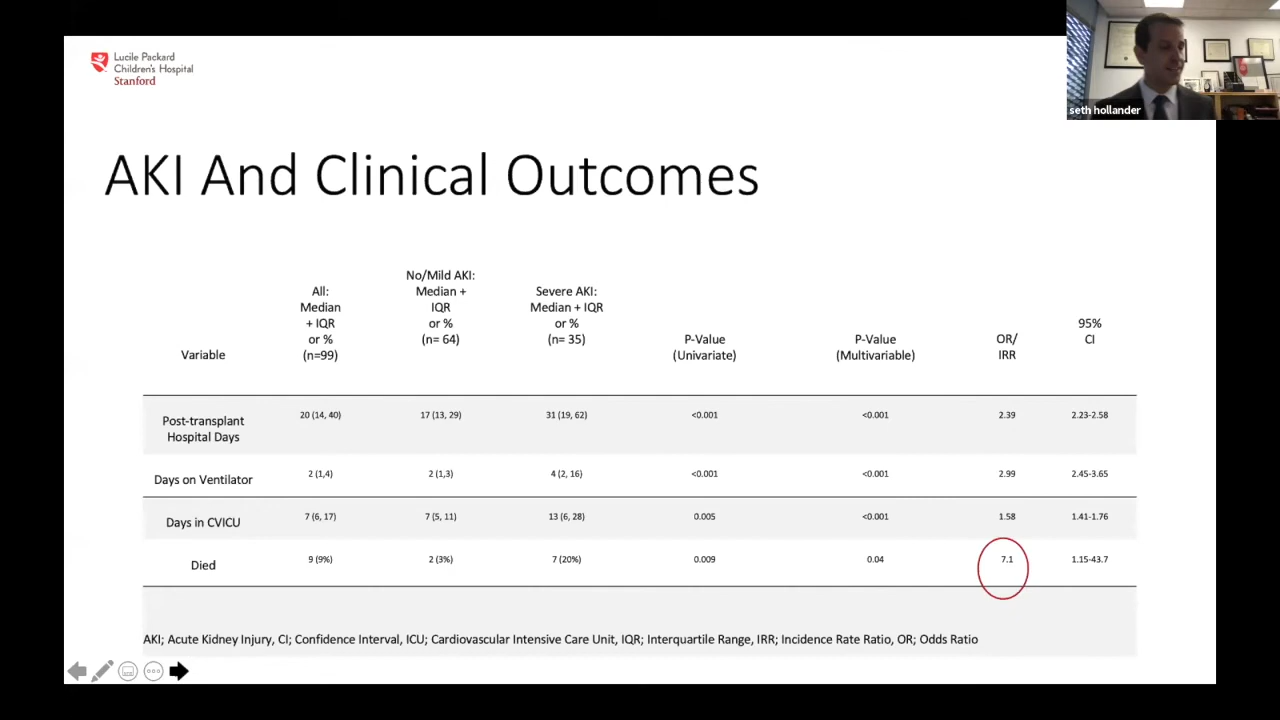 Lucile Packard
Children's Hospital
Stanford
seth hollander
AKI And Clinical Outcomes
Variable
All:
Median
+ IQR
or %
(n=99)
No/Mild AKI:
Median +
IQR
or %
(n= 64)
Severe AKI:
Median + IQR
or %
(n= 35)
P-Value
(Univariate)
P-Value
(Multivariable)
OR/
IRR
95%
CI
Post-transplant
Hospital Days
20 (14, 40)
17 (13, 29)
31 (19, 62)
<0.001
<0.001
2.39
2.23-2.58
Days on Ventilator
2 (1,4)
2 (1,3)
4 (2, 16)
<0.001
<0.001
2.99
2.45-3.65
Days in CVICU
7 (6, 17)
7 (5, 11)
13 (6, 28)
0.005
<0.001
1.58
1.41-1.76
Died
9 (9%)
2 (3%)
7 (20%)
0.009
0.04
7.1
1.15-43.7
AKI; Acute Kidney Injury, CI; Confidence Interval, ICU; Cardiovascular Intensive Care Unit, IQR; Interquartile Range, IRR; Incidence Rate Ratio, OR; Odds Ratio